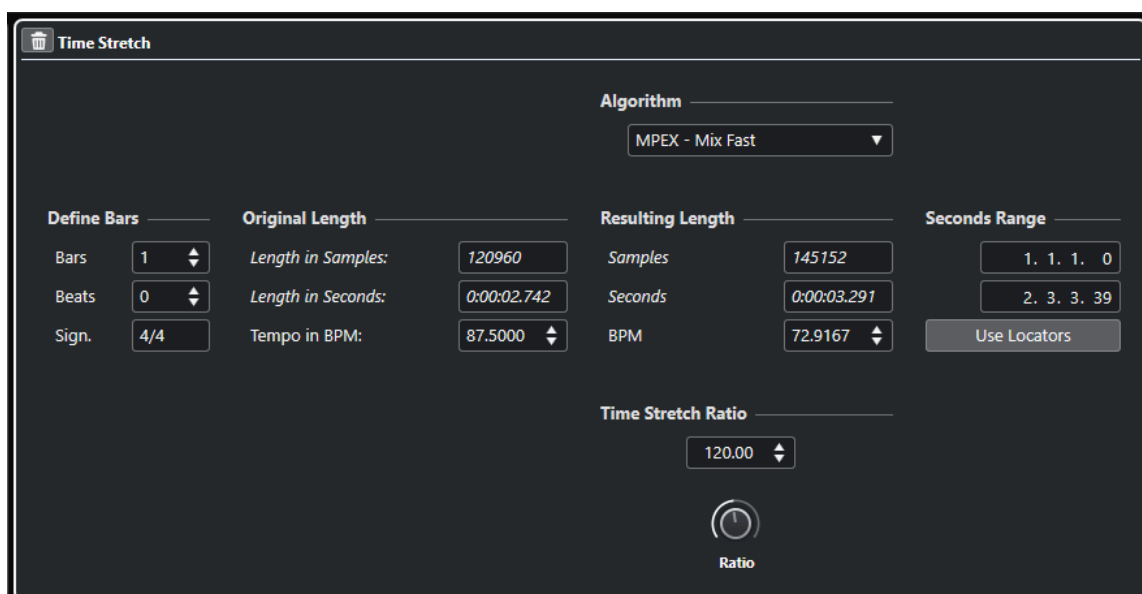 Time Stretch
Algorithm
MPEX - Mix Fast
Define Bars
Bars 1
Beats 0
Sign. 4/4
Original Length
Length in Samples: 120960
Length in Seconds: 0:00:02.742
Tempo in BPM: 87.5000
Resulting Length
Samples 145152
Seconds 0:00:03.291
BPM 72.9167
Seconds Range
1. 1. 1. 0
2. 3. 3. 39
Use Locators
Time Stretch Ratio
120.00
Ratio